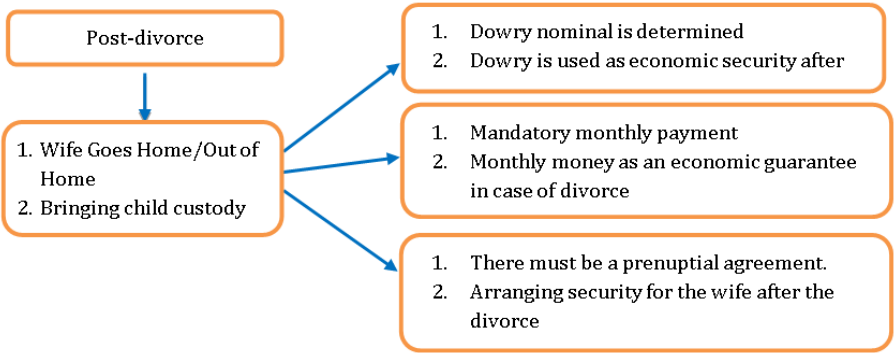 Post-divorce
1. Wife Goes Home/Out of
Home
2. Bringing child custody
1. Dowry nominal is determined
2. Dowry is used as economic security after
1. Mandatory monthly payment
2. Monthly money as an economic guarantee
in case of divorce
1. There must be a prenuptial agreement.
2. Arranging security for the wife after the
divorce